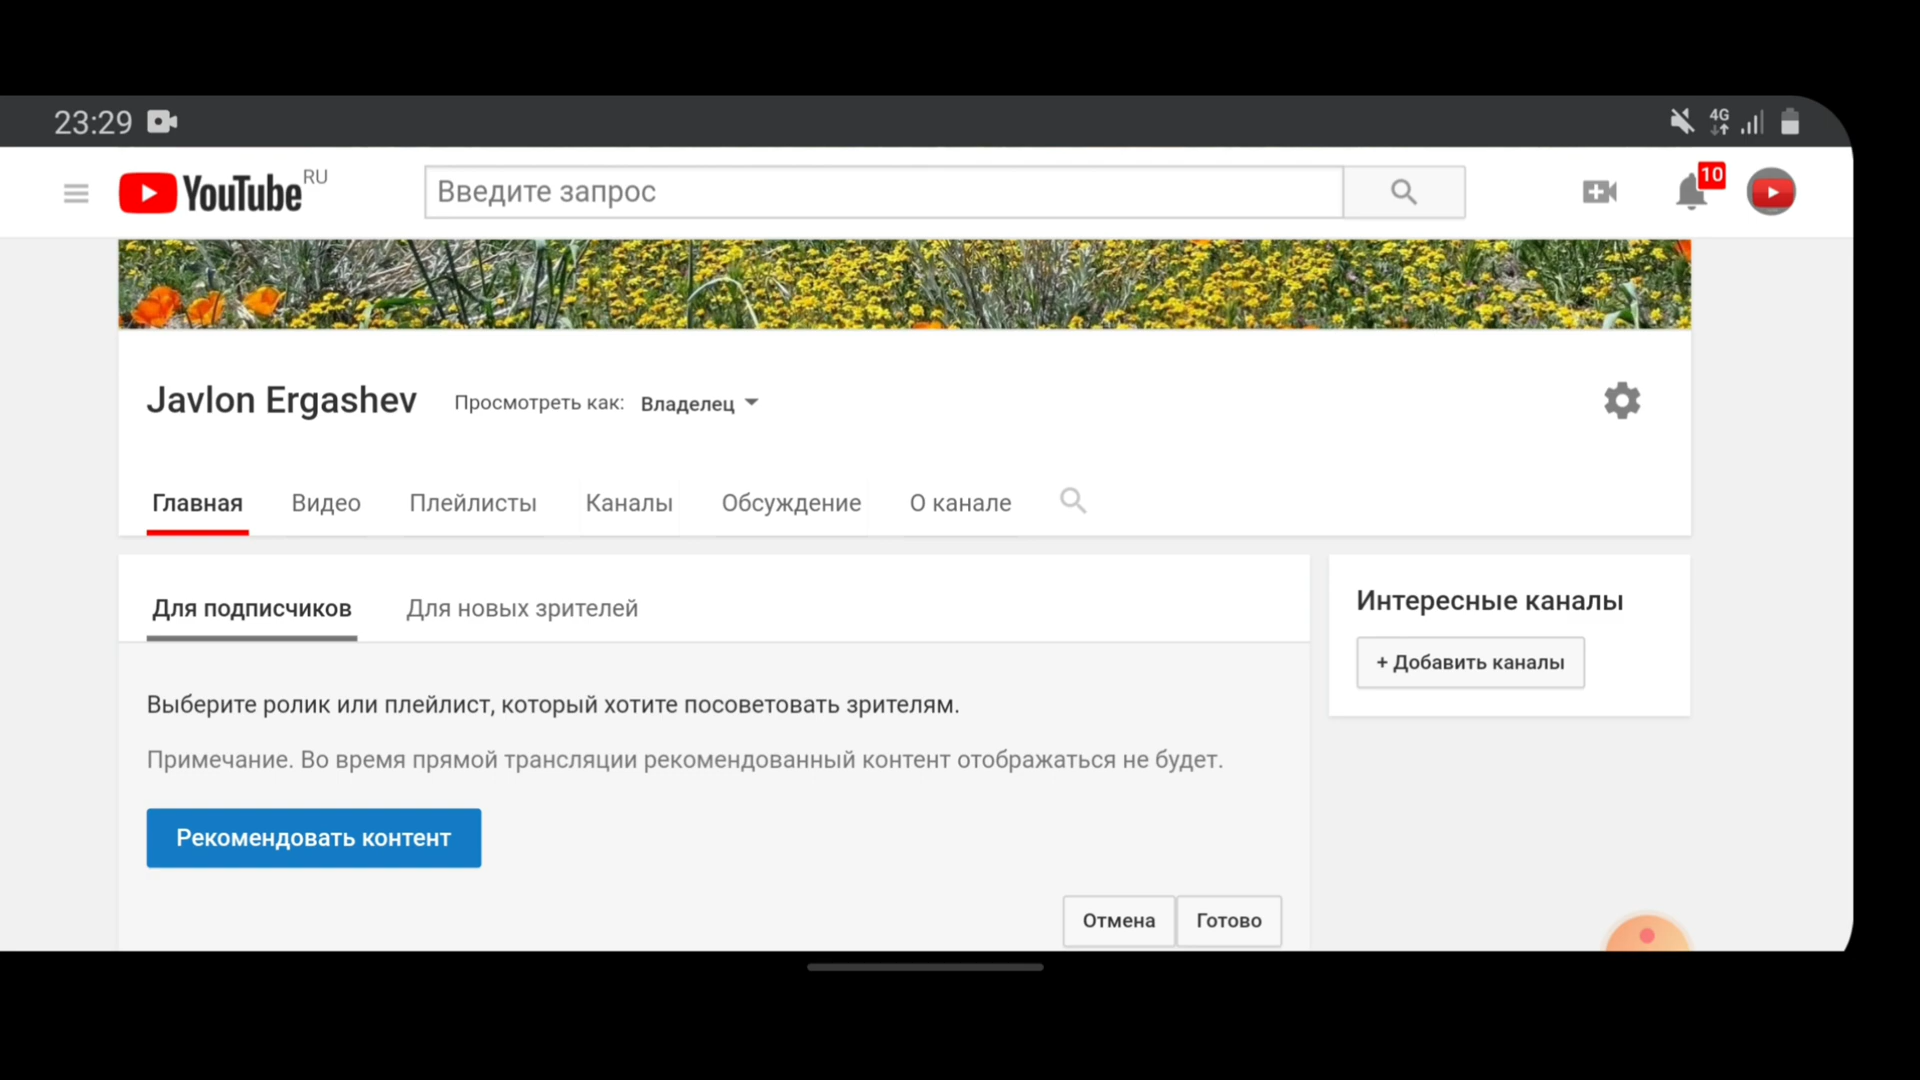 23:29
4G
YouTube RU
Введите запрос
10
Javlon Ergashev
Просмотреть как: Владелец
Главная Видео Плейлисты Каналы Обсуждение О канале
Для подписчиков Для новых зрителей
Интересные каналы
+ Добавить каналы
Выберите ролик или плейлист, который хотите посоветовать зрителям.
Примечание. Во время прямой трансляции рекомендованный контент отображаться не будет.
Рекомендовать контент
Отмена Готово